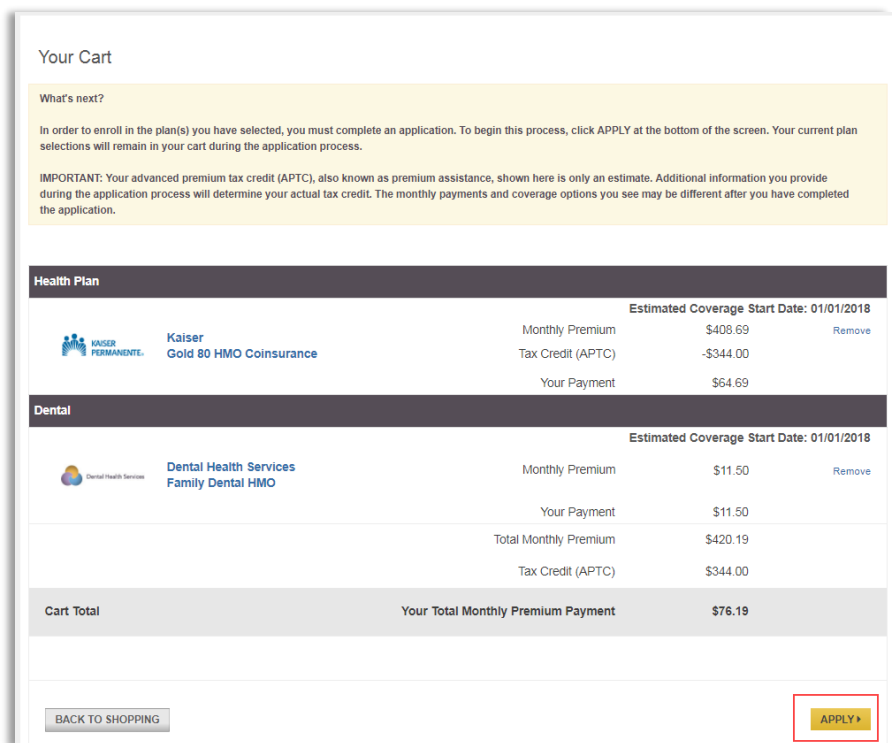 Your Cart
What's next?
In order to enroll in the plan(s) you have selected, you must complete an application. To begin this process, click APPLY at the bottom of the screen. Your current plan
selections will remain in your cart during the application process.
IMPORTANT: Your advanced premium tax credit (APTC), also known as premium assistance, shown here is only an estimate. Additional information you provide
during the application process will determine your actual tax credit. The monthly payments and coverage options you see may be different after you have completed
the application.
Health Plan
Estimated Coverage Start Date: 01/01/2018
KAISER
PERMANENTE.
Kaiser
Gold 80 HMO Coinsurance
Monthly Premium $408.69 Remove
Tax Credit (APTC) -$344.00
Your Payment $64.69
Dental
Estimated Coverage Start Date: 01/01/2018
Dental Health Services
Dental Health Services
Family Dental HMO
Monthly Premium $11.50 Remove
Your Payment $11.50
Total Monthly Premium $420.19
Tax Credit (APTC) $344.00
Cart Total Your Total Monthly Premium Payment $76.19
BACK TO SHOPPING
APPLY